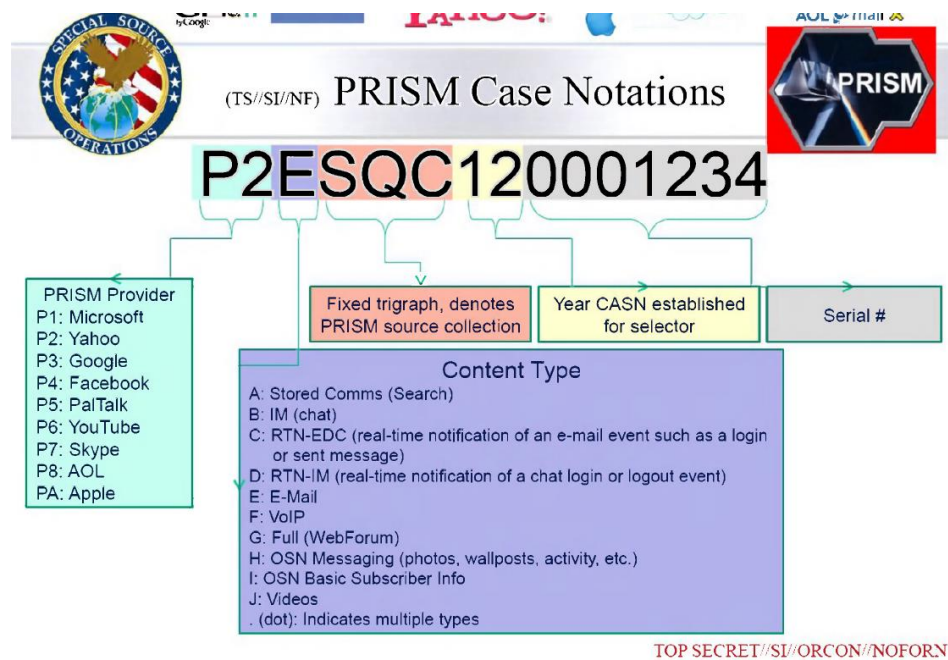 by Google
YAHOO!
AOL mail
SPECIAL SOURCE
OPERATIONS
(TS//SI//NF) PRISM Case Notations
PRISM
P2ESQC120001234
PRISM Provider
P1: Microsoft
P2: Yahoo
P3: Google
P4: Facebook
P5: PalTalk
P6: YouTube
P7: Skype
P8: AOL
PA: Apple
Fixed trigraph, denotes
PRISM source collection
Year CASN established
for selector
Serial #
Content Type
A: Stored Comms (Search)
B: IM (chat)
C: RTN-EDC (real-time notification of an e-mail event such as a login
or sent message)
D: RTN-IM (real-time notification of a chat login or logout event)
E: E-Mail
F: VoIP
G: Full (WebForum)
H: OSN Messaging (photos, wallposts, activity, etc.)
I: OSN Basic Subscriber Info
J: Videos
. (dot): Indicates multiple types
TOP SECRET//SI//ORCON//NOFORN